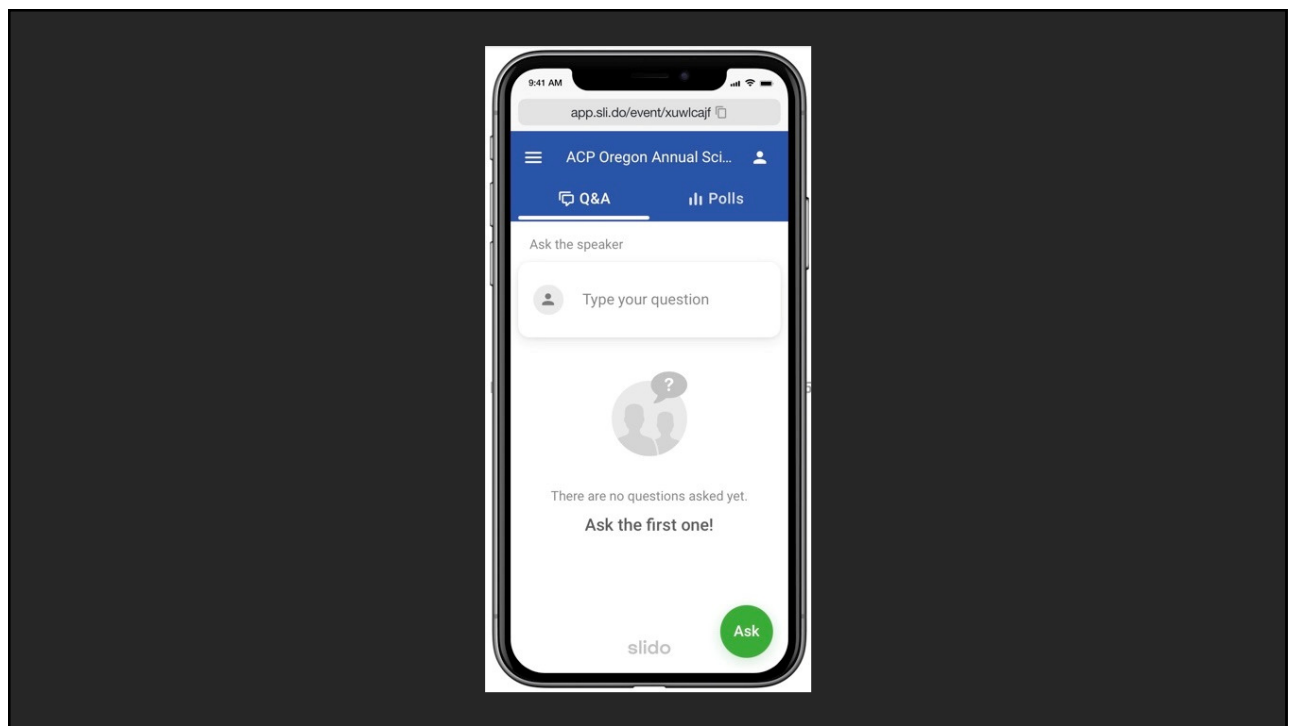 9:41 AM
app.sli.do/event/xuwlcajf
ACP Oregon Annual Sci...
Q&A
Polls
Ask the speaker
Type your question
?
There are no questions asked yet.
Ask the first one!
Ask
slido